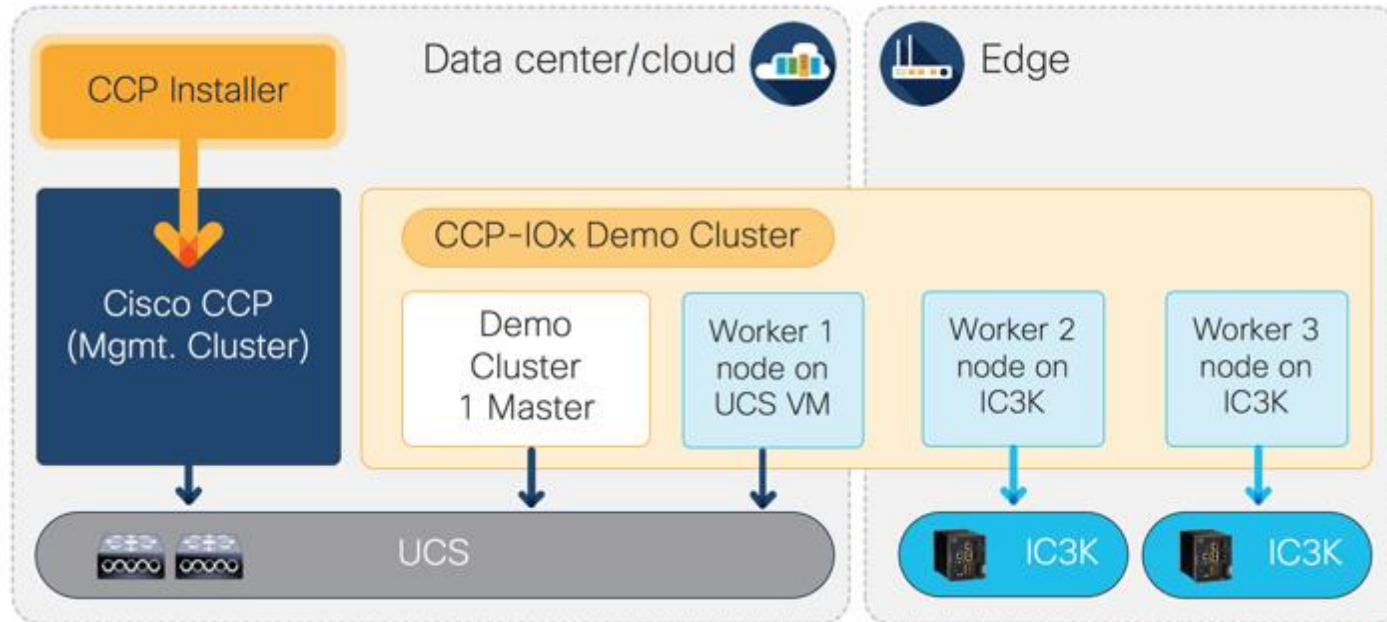 Data center/cloud
Edge
CCP Installer
Cisco CCP
(Mgmt. Cluster)
CCP-IOx Demo Cluster
Demo
Cluster
1 Master
Worker 1
node on
UCS VM
Worker 2
node on
IC3K
Worker 3
node on
IC3K
UCS
IC3K
IC3K